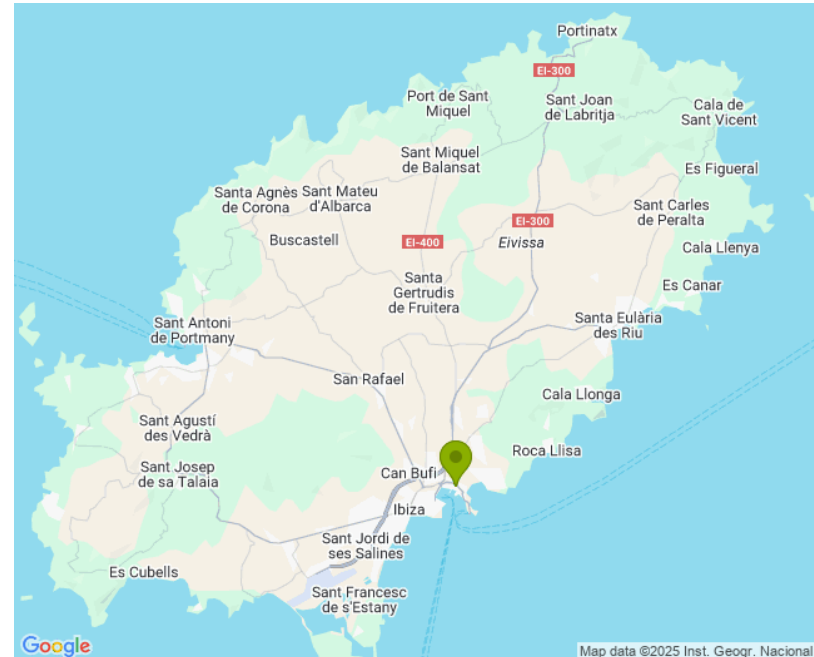 Portinatx
EI-300
Port de Sant
Miquel
Sant Joan
de Labritja
Cala de
Sant Vicent
Sant Miquel
de Balansat
Es Figueral
Santa Agnès
de Corona
Sant Mateu
d'Albarca
Sant Carles
de Peralta
EI-300
Buscastell
EI-400
Eivissa
Cala Llenya
Santa
Gertrudis
de Fruitera
Es Canar
Sant Antoni
de Portmany
Santa Eulària
des Riu
San Rafael
Cala Llonga
Sant Agustí
des Vedrà
Roca Llisa
Sant Josep
de sa Talaia
Can Bufi
Ibiza
Sant Jordi de
ses Salines
Es Cubells
Sant Francesc
de s'Estany
Google
Map data ©2025 Inst. Geogr. Nacional